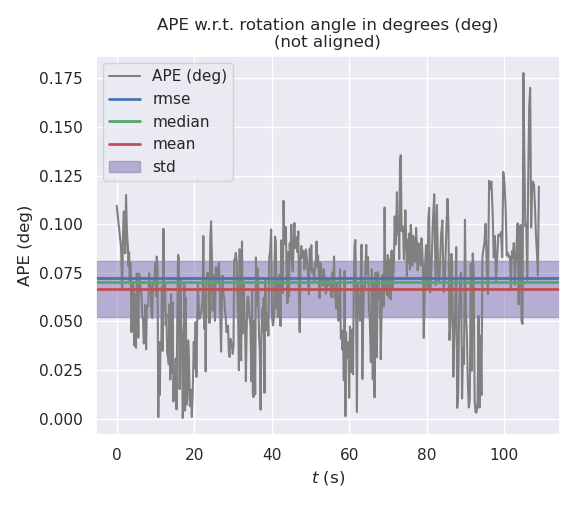 APE w.r.t. rotation angle in degrees (deg)
(not aligned)
APE (deg)
rmse
median
mean
std
0.175
0.150
0.125
0.100
0.075
0.050
0.025
0.000
APE (deg)
0 20 40 60 80 100
t (s)